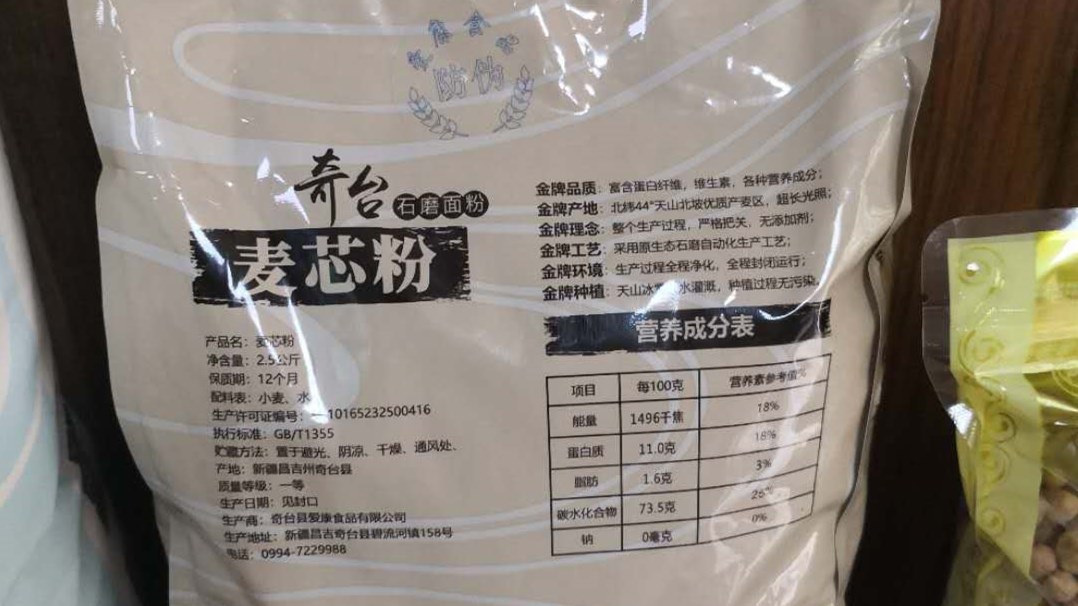 防伪
奇台
石磨面粉
麦芯粉
产品名：麦芯粉
净含量：2.5公斤
保质期：12个月
配料表：小麦、水
生产许可证编号：10165232500416
执行标准：GB/T1355
贮藏方法：置于避光、阴凉、干燥、通风处、
产地：新疆昌吉州奇台县
质量等级：一等
生产日期：见封口
生产商：奇台县爱康食品有限公司
生产地址：新疆昌吉奇台县碧流河镇158号
电话：0994-7229988
金牌品质：富含蛋白纤维，维生素，各种营养成分；
金牌产地：北纬44°天山北坡优质产麦区，超长光照；
金牌理念：整个生产过程，严格把关，无添加剂；
金牌工艺：采用原生态石磨自动化生产工艺；
金牌环境：生产过程全程净化，全程封闭运行；
金牌种植：天山冰 水灌溉，种植过程无污染
营养成分表
项目 每100克 营养素参考值%
能量 1496千焦 18%
蛋白质 11.0克 18%
脂肪 1.6克 3%
碳水化合物 73.5克 26%
钠 0毫克 0%